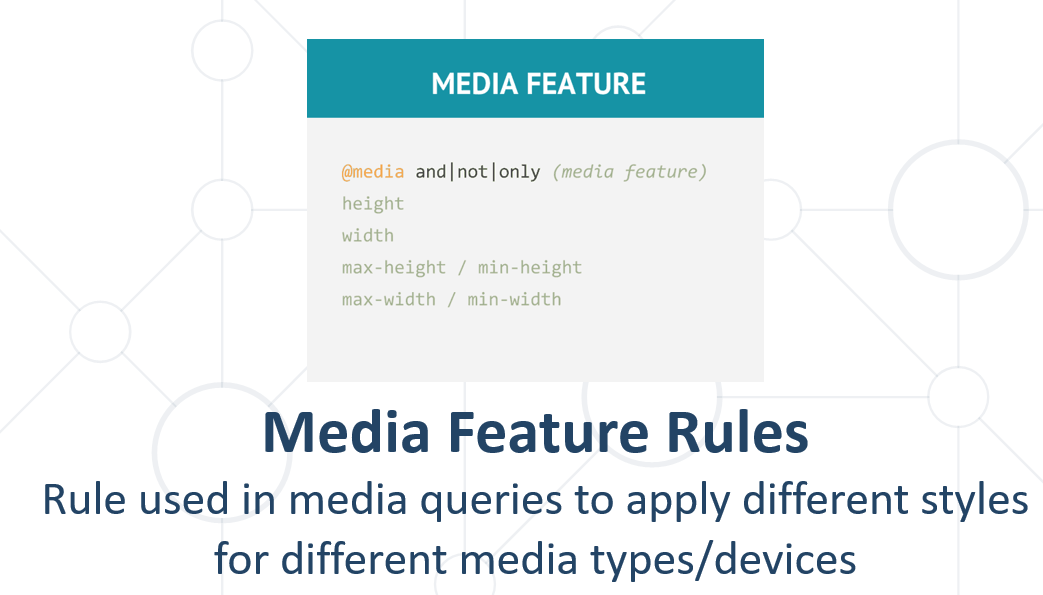 MEDIA FEATURE
@media and|not|only (media feature)
height
width
max-height / min-height
max-width / min-width
Media Feature Rules
Rule used in media queries to apply different styles
for different media types/devices